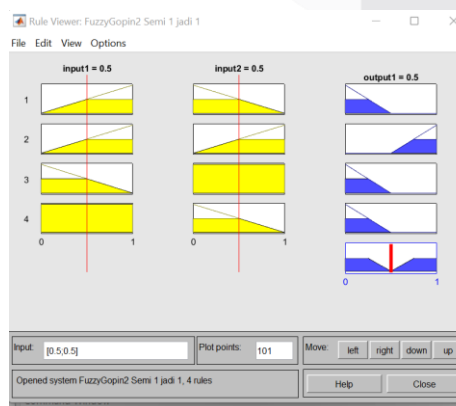 Rule Viewer: FuzzyGopin2 Semi 1 jadi 1
File Edit View Options
input1 = 0.5 input2 = 0.5 output1 = 0.5
1
2
3
4
0 1 0 1
0 1
Input: [0.5;0.5] Plot points: 101 Move: left right down up
Opened system FuzzyGopin2 Semi 1 jadi 1, 4 rules Help Close